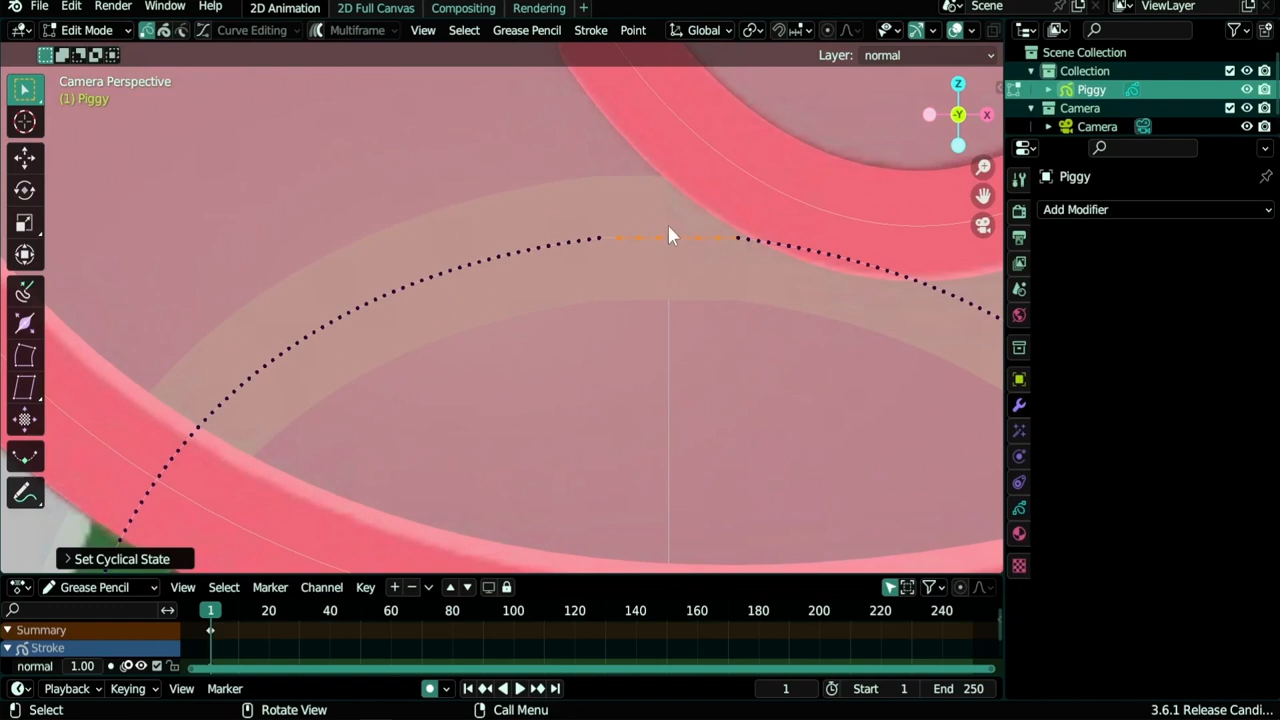 File Edit Render Window Help 2D Animation 2D Full Canvas Compositing Rendering + Scene ViewLayer
Edit Mode Curve Editing Multiframe View Select Grease Pencil Stroke Point Global
Layer: normal
Scene Collection
Collection
Piggy
Camera
Camera
Camera Perspective
(1) Piggy
Z
-Y
X
Piggy
Add Modifier
> Set Cyclical State
Grease Pencil View Select Marker Channel Key
1 20 40 60 80 100 120 140 160 180 200 220 240
Summary
Stroke
normal 1.00
Playback Keying View Marker 1 Start 1 End 250
Select Rotate View Call Menu 3.6.1 Release Candi...